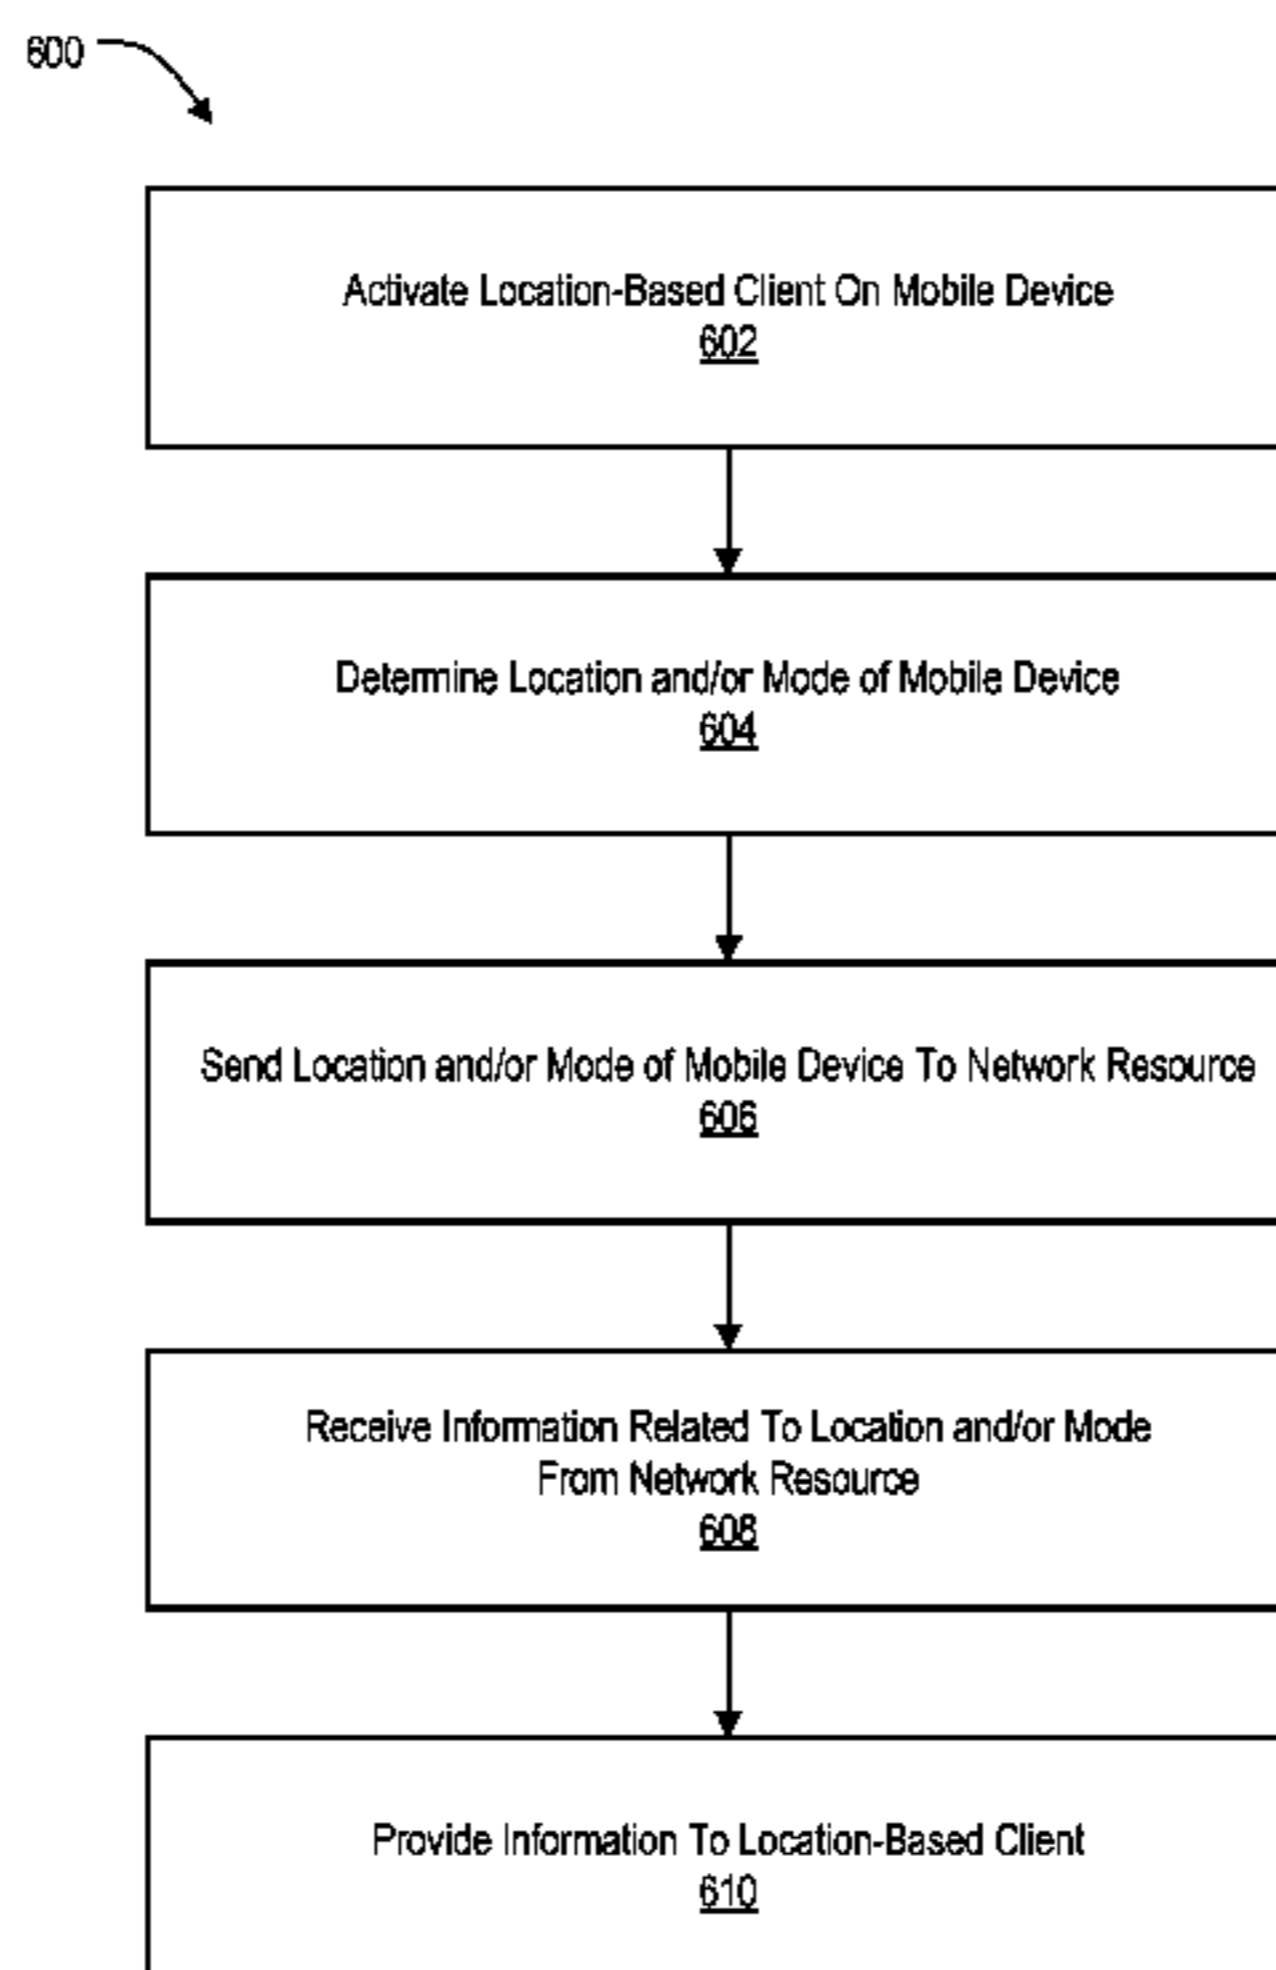 600
Activate Location-Based Client On Mobile Device
602
Determine Location and/or Mode of Mobile Device
604
Send Location and/or Mode of Mobile Device To Network Resource
606
Receive Information Related To Location and/or Mode
From Network Resource
608
Provide Information To Location-Based Client
610